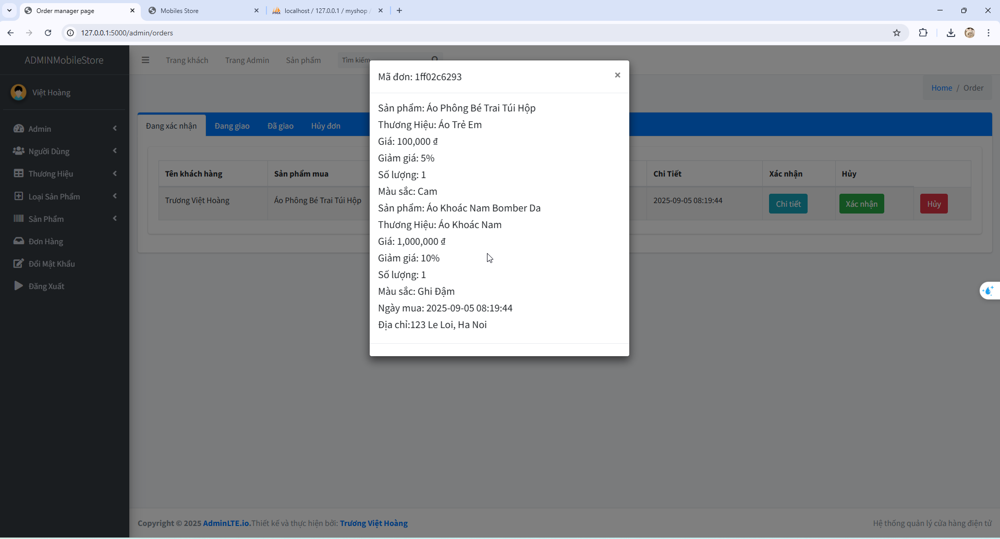 Order manager page
Mobiles Store
localhost / 127.0.0.1 / myshop
127.0.0.1:5000/admin/orders
ADMINMobileStore
Trang khách
Trang Admin
Sản phẩm
Tìm kiếm
Việt Hoàng
Home / Order
Admin
Người Dùng
Thương Hiệu
Loại Sản Phẩm
Sản Phẩm
Đơn Hàng
Đổi Mật Khẩu
Đăng Xuất
Đang xác nhận
Đang giao
Đã giao
Hủy đơn
Tên khách hàng
Sản phẩm mua
Chi Tiết
Xác nhận
Hủy
Trương Việt Hoàng
Áo Phông Bé Trai Túi Hộp
2025-09-05 08:19:44
Chi tiết
Xác nhận
Hủy
Mã đơn: 1ff02c6293
×
Sản phẩm: Áo Phông Bé Trai Túi Hộp
Thương Hiệu: Áo Trẻ Em
Giá: 100,000 ₫
Giảm giá: 5%
Số lượng: 1
Màu sắc: Cam
Sản phẩm: Áo Khoác Nam Bomber Da
Thương Hiệu: Áo Khoác Nam
Giá: 1,000,000 ₫
Giảm giá: 10%
Số lượng: 1
Màu sắc: Ghi Đậm
Ngày mua: 2025-09-05 08:19:44
Địa chỉ:123 Le Loi, Ha Noi
Copyright © 2025 AdminLTE.io.Thiết kế và thực hiện bởi: Trương Việt Hoàng
Hệ thống quản lý cửa hàng điện tử